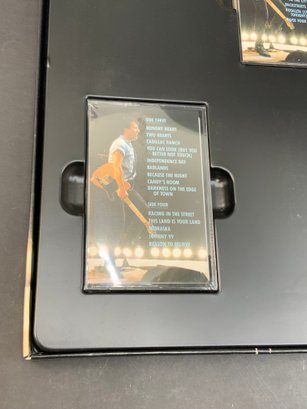 SIDE THREE
HUNGRY HEART
TWO HEARTS
CADILLAC RANCH
YOU CAN LOOK (BUT YOU
BETTER NOT TOUCH)
INDEPENDENCE DAY
BADLANDS
BECAUSE THE NIGHT
CANDY'S ROOM
DARKNESS ON THE EDGE
OF TOWN
SIDE FOUR
RACING IN THE STREET
THIS LAND IS YOUR LAND
NEBRASKA
JOHNNY 99
REASON TO BELIEVE